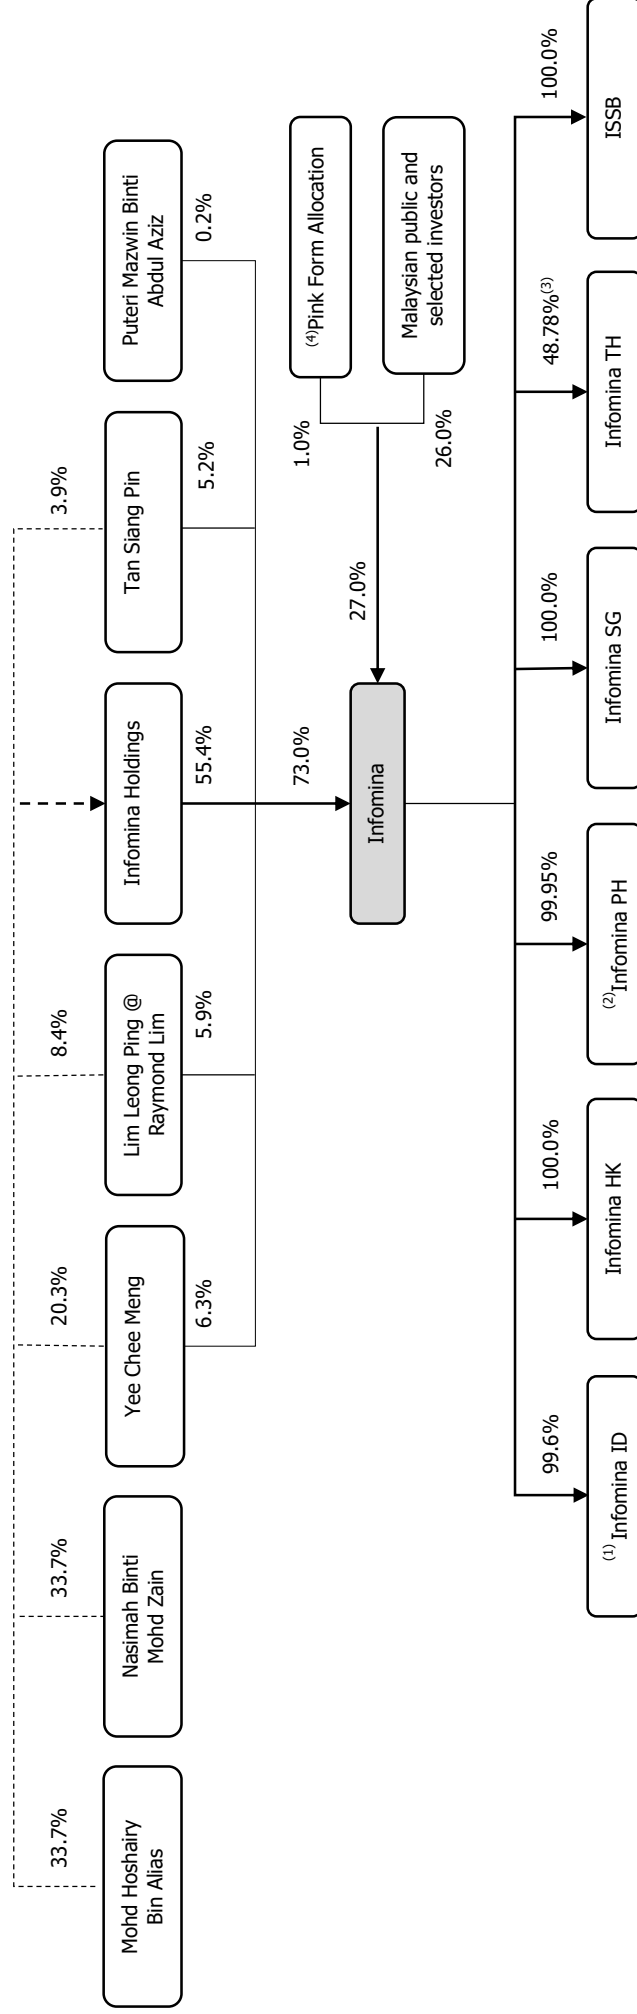 33.7%
33.7%
20.3%
8.4%
3.9%
Mohd Hoshairy
Bin Alias
Nasimah Binti
Mohd Zain
Yee Chee Meng
Lim Leong Ping @
Raymond Lim
Infomina Holdings
Tan Siang Pin
Puteri Mazwin Binti
Abdul Aziz
6.3%
5.9%
55.4%
5.2%
0.2%
73.0%
27.0%
1.0%
(4)Pink Form Allocation
Infomina
26.0%
Malaysian public and
selected investors
99.6%
100.0%
99.95%
100.0%
48.78%(3)
100.0%
(1) Infomina ID
Infomina HK
(2)Infomina PH
Infomina SG
Infomina TH
ISSB